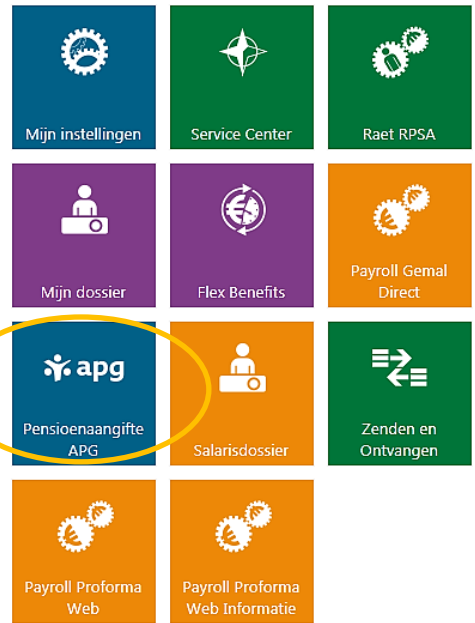 Mijn instellingen
Service Center
Raet RPSA
Mijn dossier
Flex Benefits
Payroll Gemal
Direct
apg
Pensioenaangifte
APG
Salarisdossier
Zenden en
Ontvangen
Payroll Proforma
Web
Payroll Proforma
Web Informatie